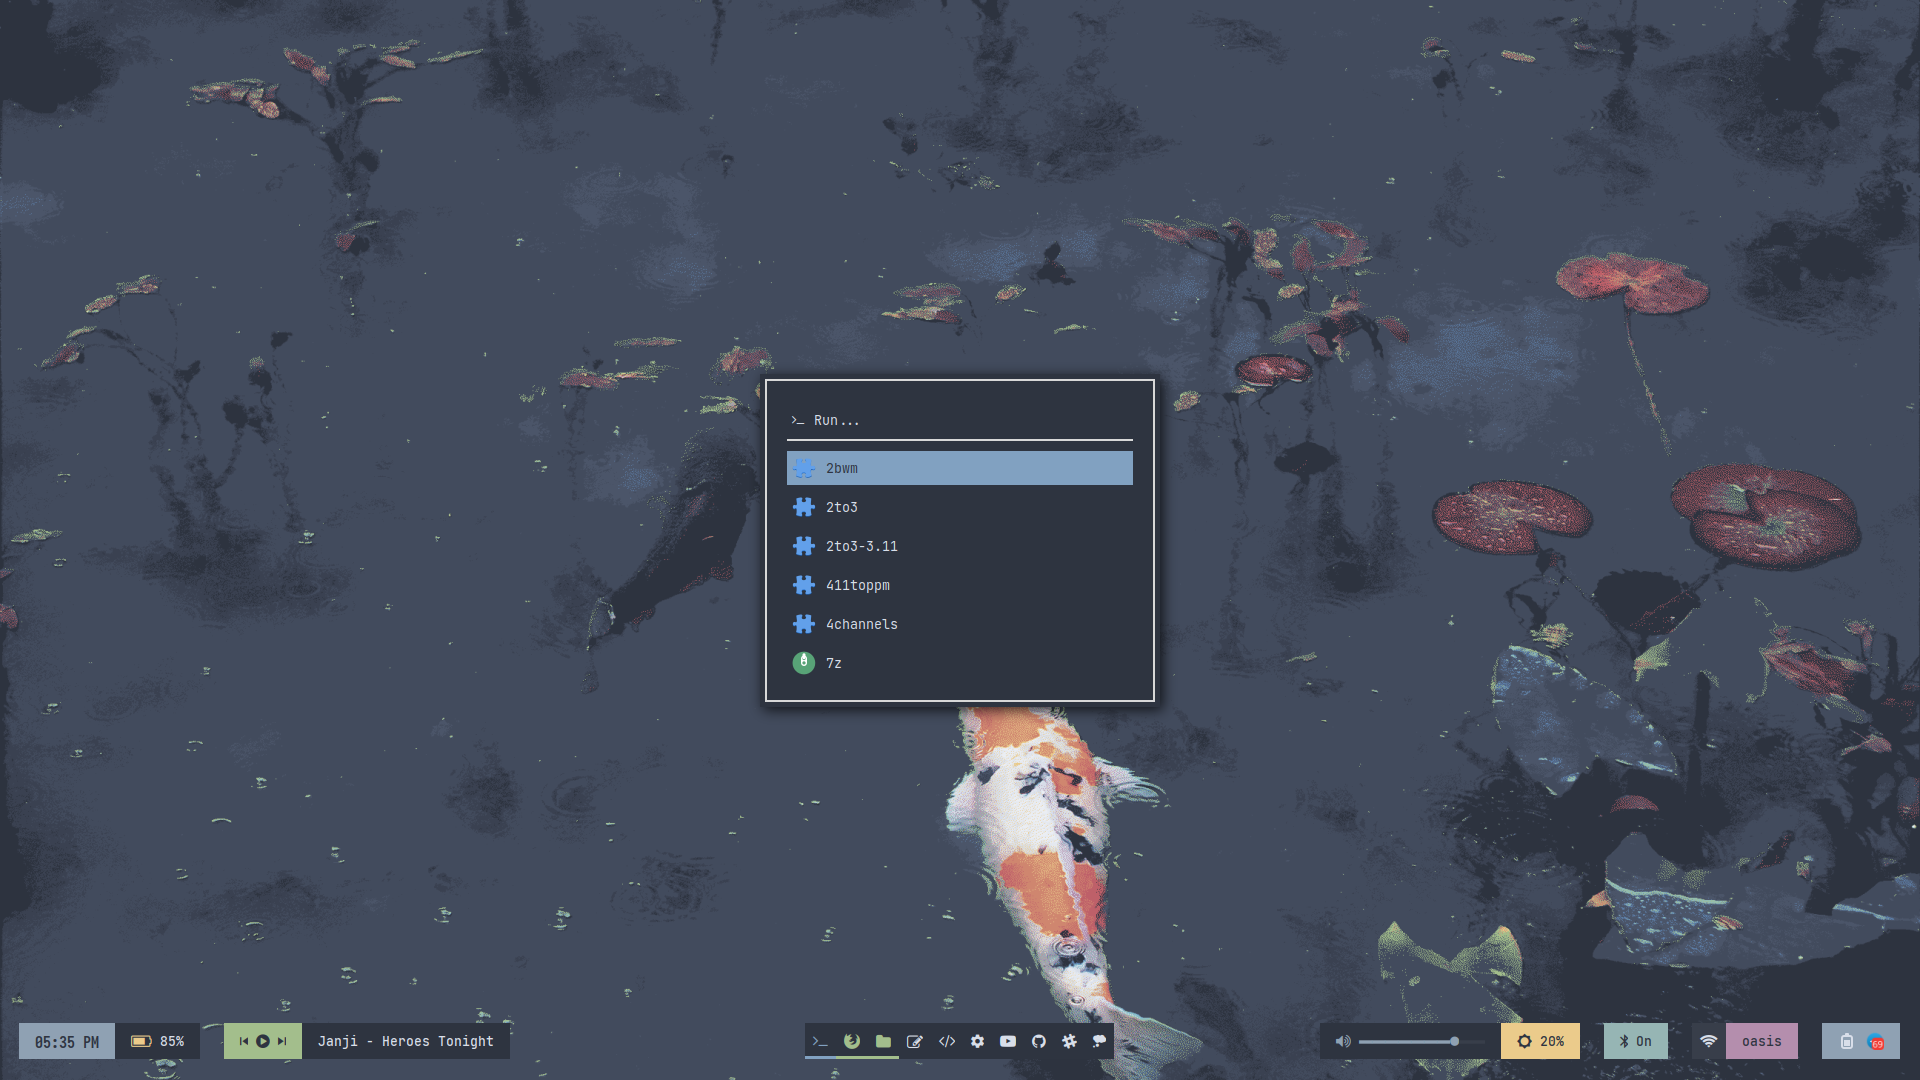 >_ Run...
2bwm
2to3
2to3-3.11
411toppm
4channels
7z
05:35 PM
85%
Janji - Heroes Tonight
20%
On
oasis
69